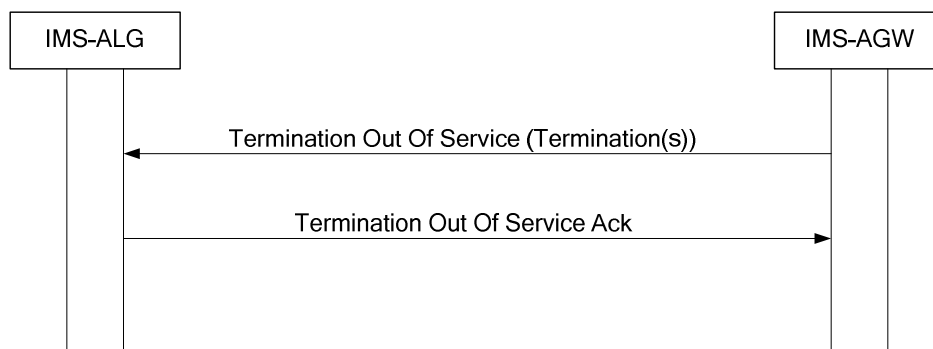 IMS-ALG
IMS-AGW
Termination Out Of Service (Termination(s))
Termination Out Of Service Ack